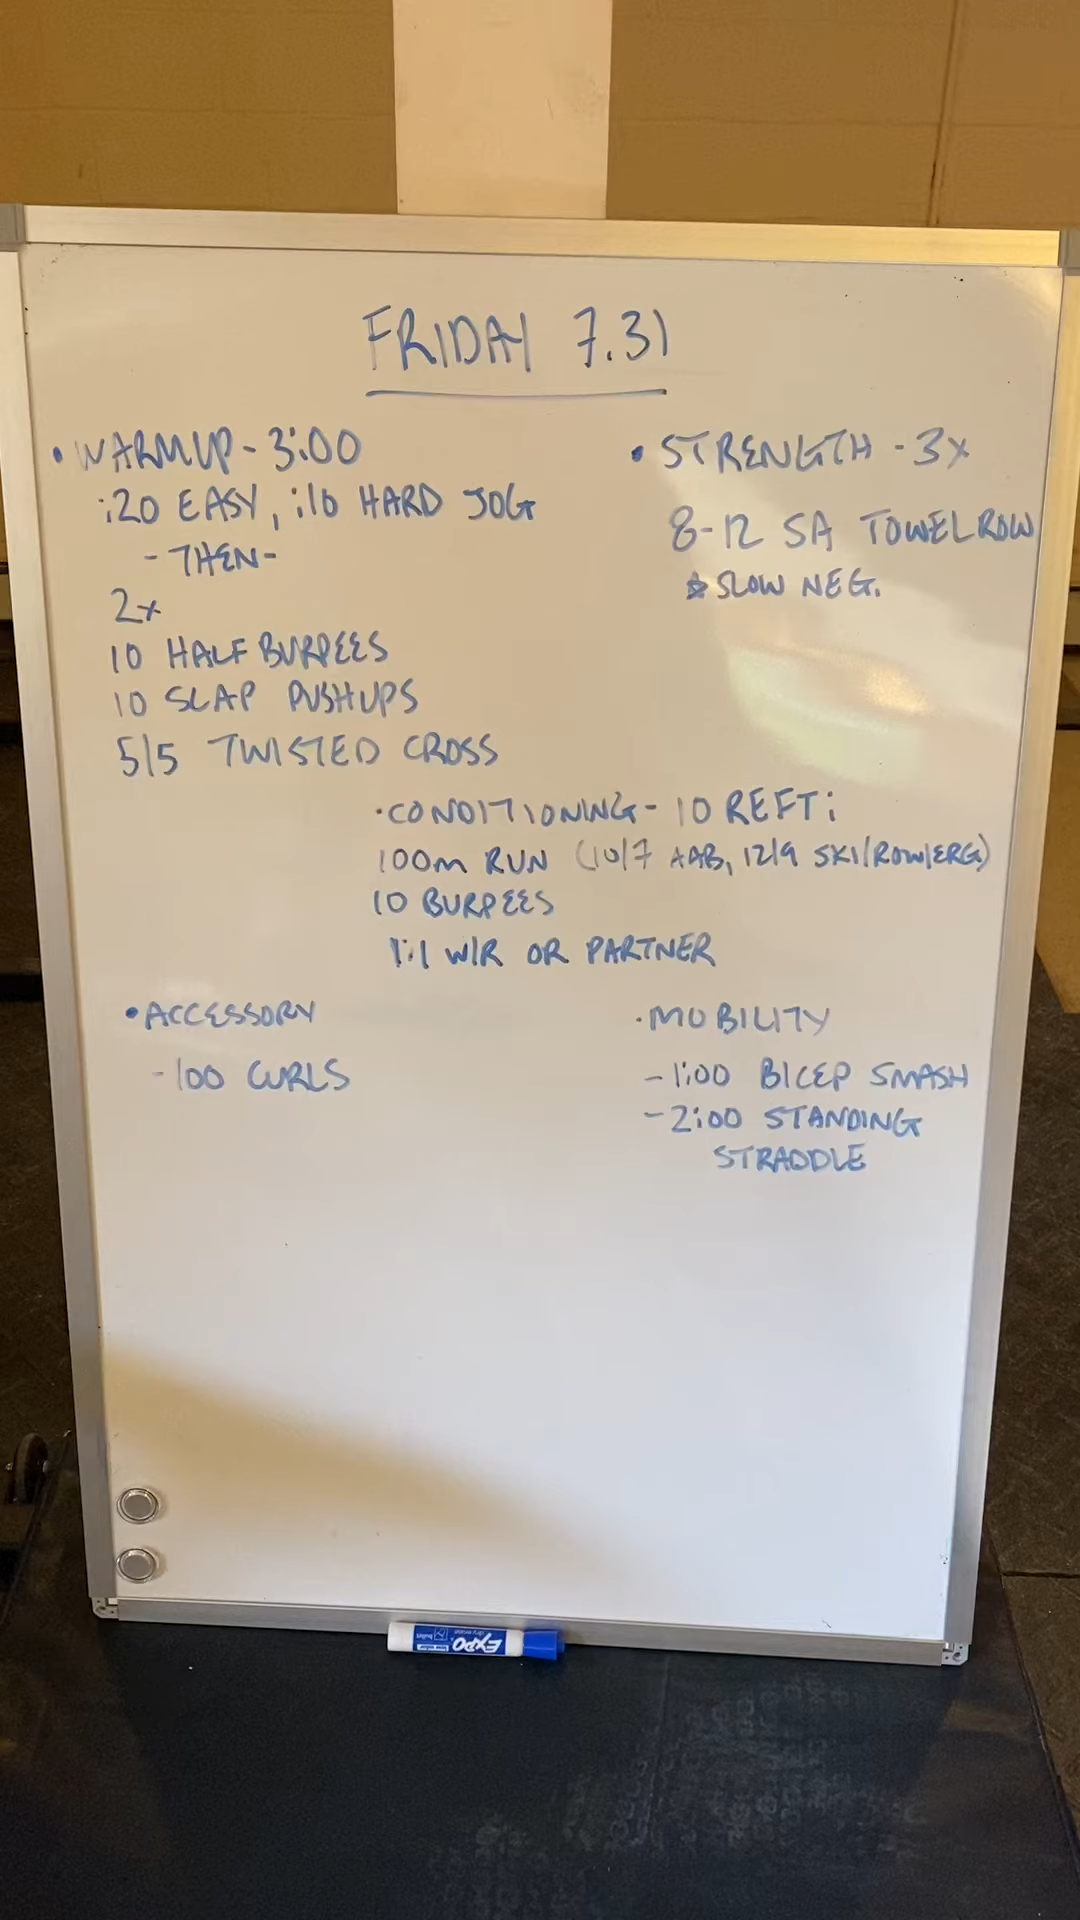 FRIDAY 7.31
• WARMUP - 3:00
:20 EASY, :10 HARD JOG
- THEN -
2x
10 HALF BURPEES
10 SLAP PUSHUPS
5/5 TWISTED CROSS
• STRENGTH - 3x
8-12 SA TOWEL ROW
☆ SLOW NEG.
• CONDITIONING - 10 REFT:
100m RUN (10/7 AAB, 12/9 SKI/ROW/ERG)
10 BURPEES
1:1 W/R OR PARTNER
• ACCESSORY
- 100 CURLS
• MOBILITY
- 1:00 BICEP SMASH
- 2:00 STANDING
STRADDLE
EXPO
dry erase